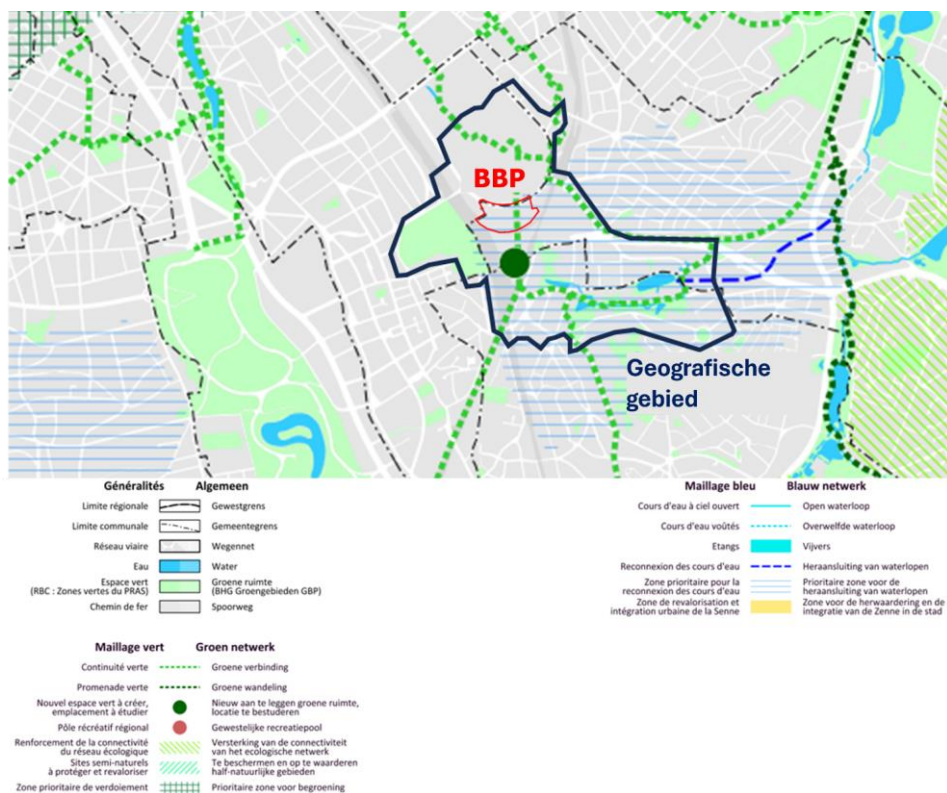 BBP
Geografische
gebied
Généralités Algemeen
Limite régionale Gewestgrens
Limite communale Gemeentegrens
Réseau viaire Wegennet
Eau Water
Espace vert
(RBC : Zones vertes du PRAS)
Groene ruimte
(BHG Groengebieden GBP)
Chemin de fer Spoorweg
Maillage bleu Blauw netwerk
Cours d'eau à ciel ouvert Open waterloop
Cours d'eau voûtés Overwelfde waterloop
Etangs Vijvers
Reconnexion des cours d'eau Heraansluiting van waterlopen
Zone prioritaire pour la
reconnexion des cours d'eau
Prioritaire zone voor de
heraansluiting van waterlopen
Zone de revalorisation et
intégration urbaine de la Senne
Zone voor de herwaardering en de
integratie van de Zenne in de stad
Maillage vert Groen netwerk
Continuité verte Groene verbinding
Promenade verte Groene wandeling
Nouvel espace vert à créer,
emplacement à étudier
Nieuw aan te leggen groene ruimte,
locatie te bestuderen
Pôle récréatif régional Gewestelijke recreatiepool
Renforcement de la connectivité
du réseau écologique
Versterking van de connectiviteit
van het ecologische netwerk
Sites semi-naturels
à protéger et revaloriser
Te beschermen en op te waarderen
half-natuurlijke gebieden
Zone prioritaire de verdoiement Prioritaire zone voor begroening